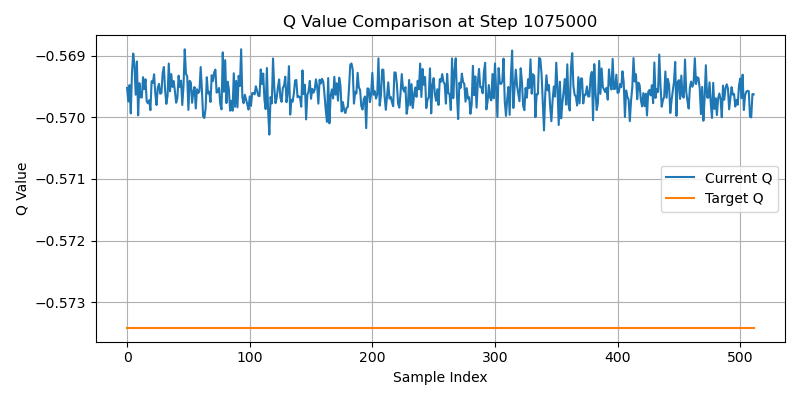 Q Value Comparison at Step 1075000
−0.569
−0.570
−0.571
−0.572
−0.573
Q Value
Current Q
Target Q
0 100 200 300 400 500
Sample Index